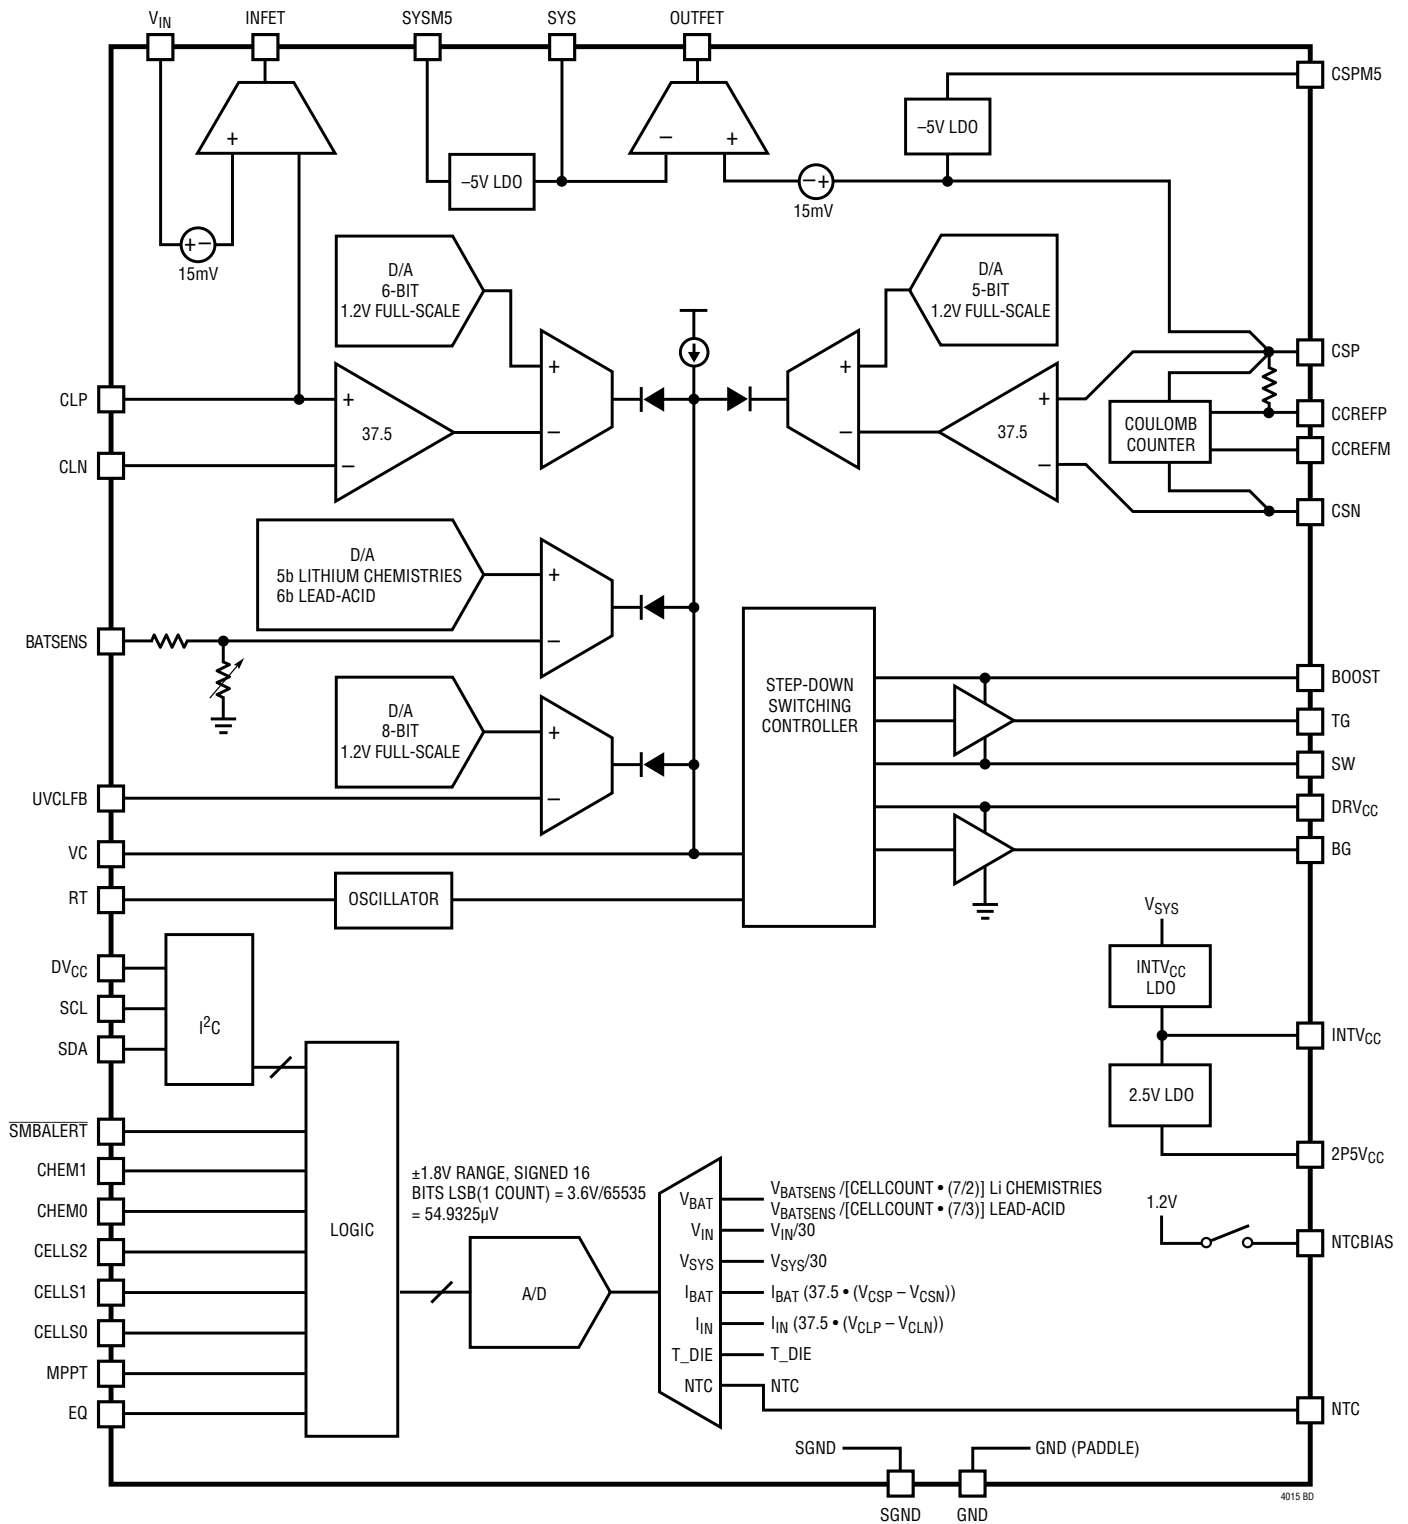 VIN INFET SYSM5 SYS OUTFET
CSPM5
–5V LDO
+
– +
–5V LDO
– +
15mV
+ –
15mV
D/A
6-BIT
1.2V FULL-SCALE
D/A
5-BIT
1.2V FULL-SCALE
CSP
+
+
CLP
+
37.5
–
–
CLN
–
+
37.5
–
COULOMB
COUNTER
CCREFP
CCREFM
CSN
D/A
5b LITHIUM CHEMISTRIES
6b LEAD-ACID
+
–
BATSENS
D/A
8-BIT
1.2V FULL-SCALE
+
–
UVCLFB
VC
RT
OSCILLATOR
STEP-DOWN
SWITCHING
CONTROLLER
BOOST
TG
SW
DRVCC
BG
VSYS
INTVCC
LDO
INTVCC
2.5V LDO
2P5VCC
1.2V
NTCBIAS
DVCC
SCL
SDA
I2C
SMBALERT
CHEM1
CHEM0
CELLS2
CELLS1
CELLS0
MPPT
EQ
LOGIC
±1.8V RANGE, SIGNED 16
BITS LSB(1 COUNT) = 3.6V/65535
= 54.9325µV
A/D
VBAT
VIN
VSYS
IBAT
IIN
T_DIE
NTC
VBATSENS /[CELLCOUNT • (7/2)] Li CHEMISTRIES
VBATSENS /[CELLCOUNT • (7/3)] LEAD-ACID
VIN/30
VSYS/30
IBAT (37.5 • (VCSP – VCSN))
IIN (37.5 • (VCLP – VCLN))
T_DIE
NTC
NTC
SGND
GND (PADDLE)
SGND
GND
4015 BD